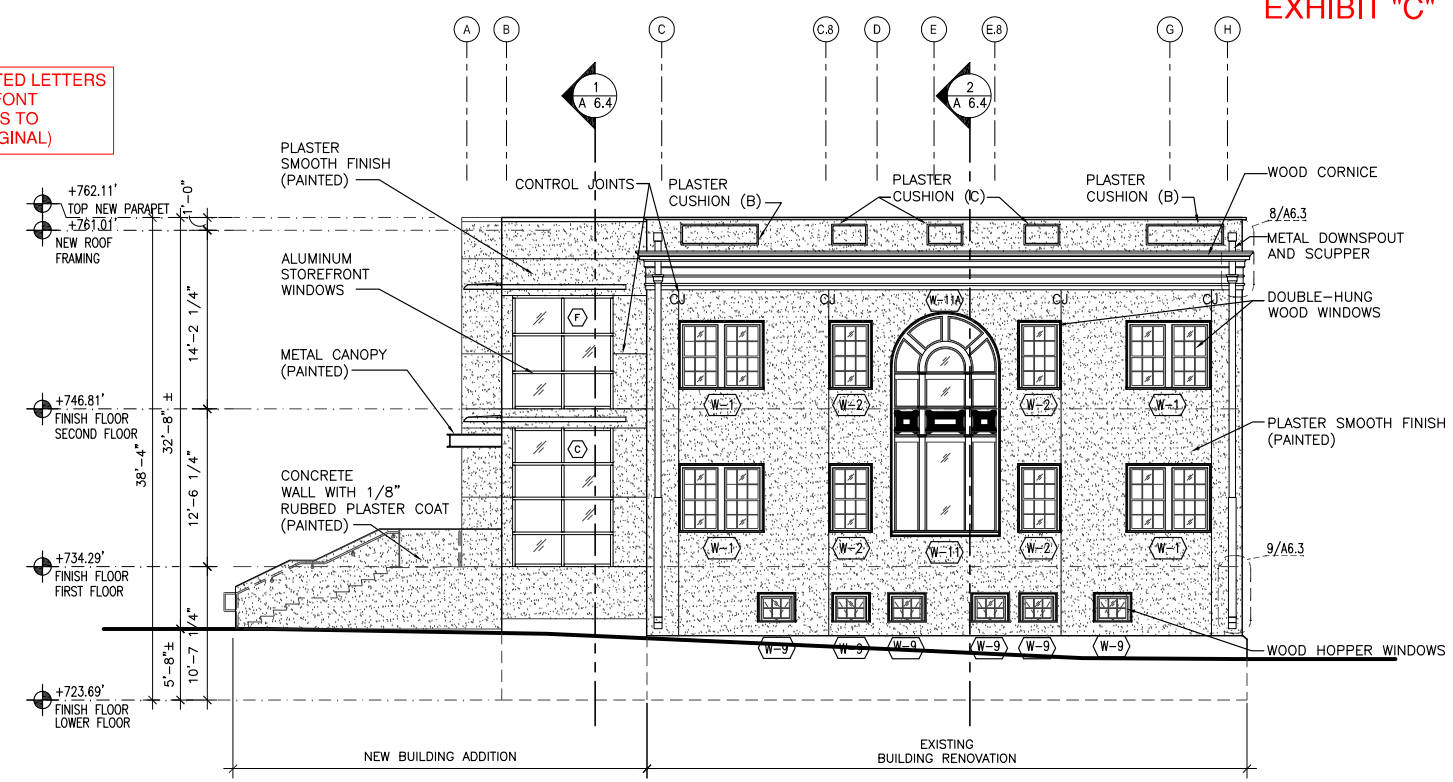 EXHIBIT "C"
TED LETTERS
FONT
S TO
GINAL)
A
B
C
C.8
D
E
E.8
G
H
1
A 6.4
2
A 6.4
PLASTER
SMOOTH FINISH
(PAINTED)
CONTROL JOINTS
PLASTER
CUSHION (B)
PLASTER
CUSHION (C)
PLASTER
CUSHION (B)
WOOD CORNICE
8/A6.3
METAL DOWNSPOUT
AND SCUPPER
DOUBLE-HUNG
WOOD WINDOWS
+762.11'
TOP NEW PARAPET
+761.01'
NEW ROOF
FRAMING
1'-0"
ALUMINUM
STOREFRONT
WINDOWS
METAL CANOPY
(PAINTED)
14'-2 1/4"
CJ
CJ
W-11A
CJ
CJ
F
+746.81'
FINISH FLOOR
SECOND FLOOR
W-1
W-2
W-2
W-1
PLASTER SMOOTH FINISH
(PAINTED)
38'-4"
32'-8" ±
12'-6 1/4"
C
CONCRETE
WALL WITH 1/8"
RUBBED PLASTER COAT
(PAINTED)
W-1
W-2
W-11
W-2
W-1
9/A6.3
+734.29'
FINISH FLOOR
FIRST FLOOR
5'-8"±
10'-7 1/4"
W-9
W-9
W-9
W-9
W-9
W-9
WOOD HOPPER WINDOWS
+723.69'
FINISH FLOOR
LOWER FLOOR
NEW BUILDING ADDITION
EXISTING
BUILDING RENOVATION